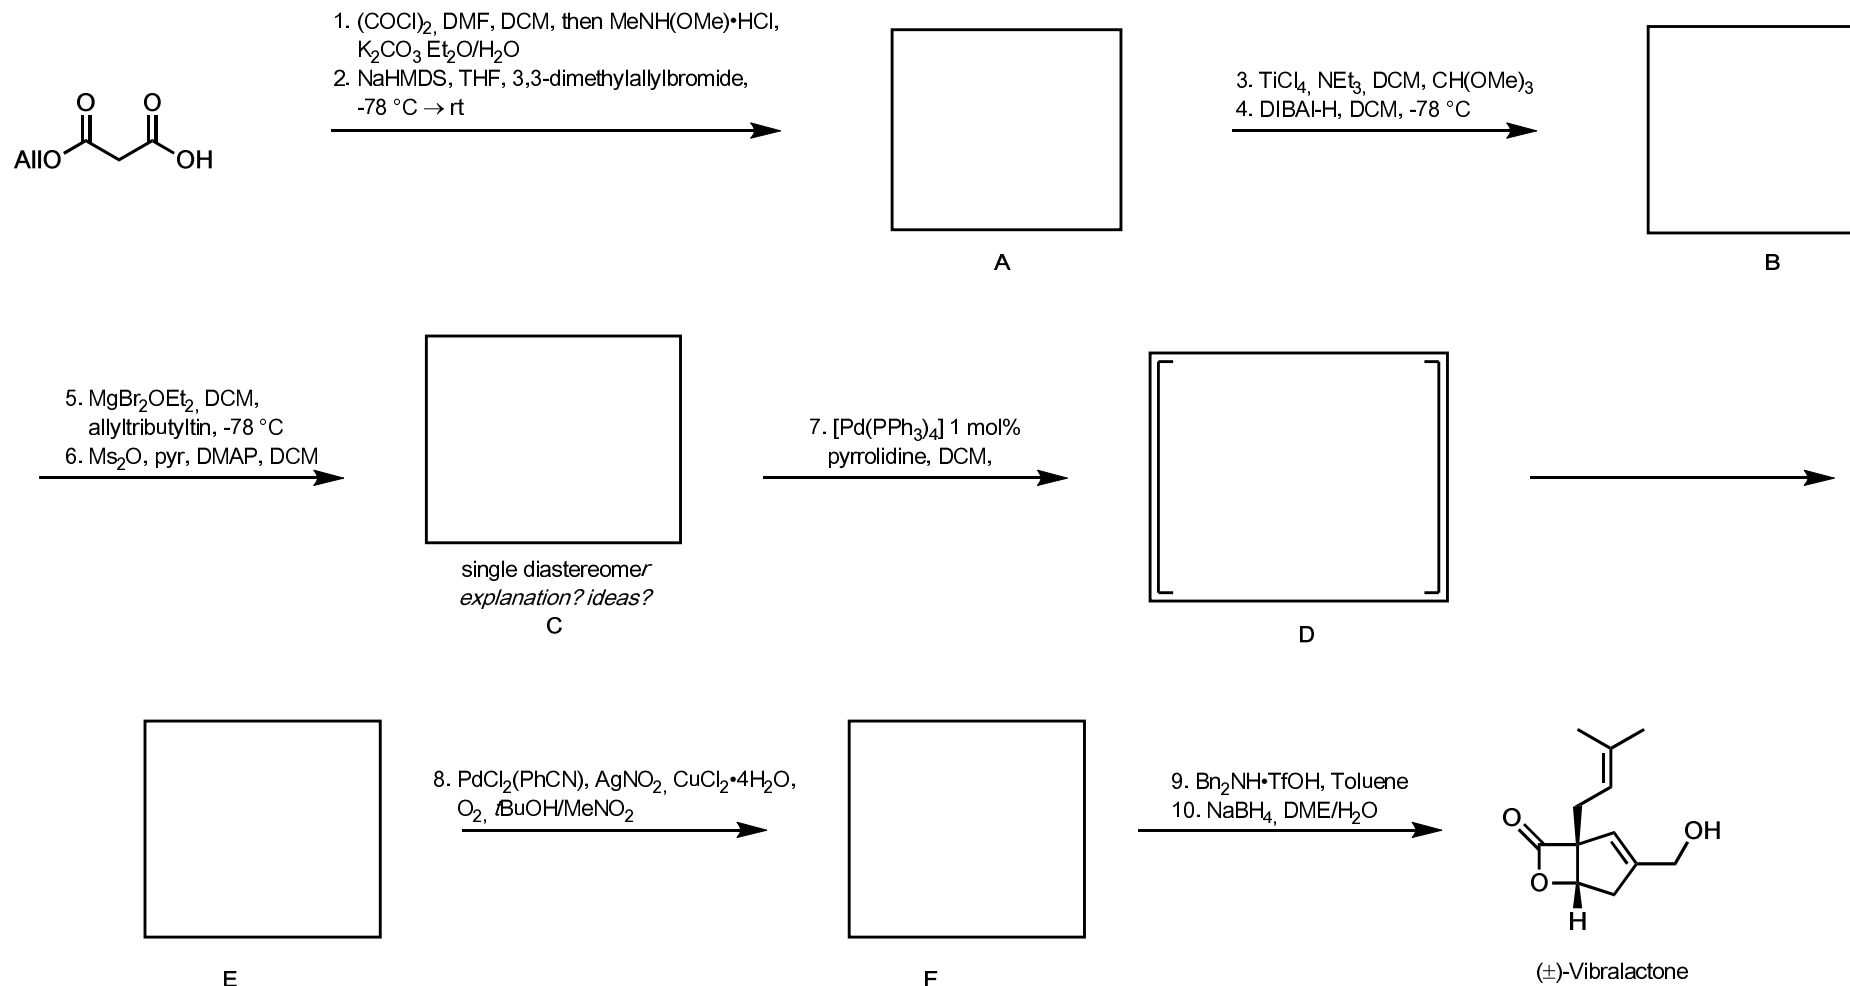 1. (COCl)2, DMF, DCM, then MeNH(OMe)•HCl,
K2CO3 Et2O/H2O
2. NaHMDS, THF, 3,3-dimethylallylbromide,
-78 °C → rt
3. TiCl4, NEt3, DCM, CH(OMe)3
4. DIBAl-H, DCM, -78 °C
O O
AllO OH
A
B
5. MgBr2OEt2, DCM,
allyltributyltin, -78 °C
6. Ms2O, pyr, DMAP, DCM
7. [Pd(PPh3)4] 1 mol%
pyrrolidine, DCM,
single diastereomer
explanation? ideas?
C
D
8. PdCl2(PhCN), AgNO2, CuCl2•4H2O,
O2, tBuOH/MeNO2
9. Bn2NH•TfOH, Toluene
10. NaBH4, DME/H2O
O
OH
O
H
E
F
(±)-Vibralactone